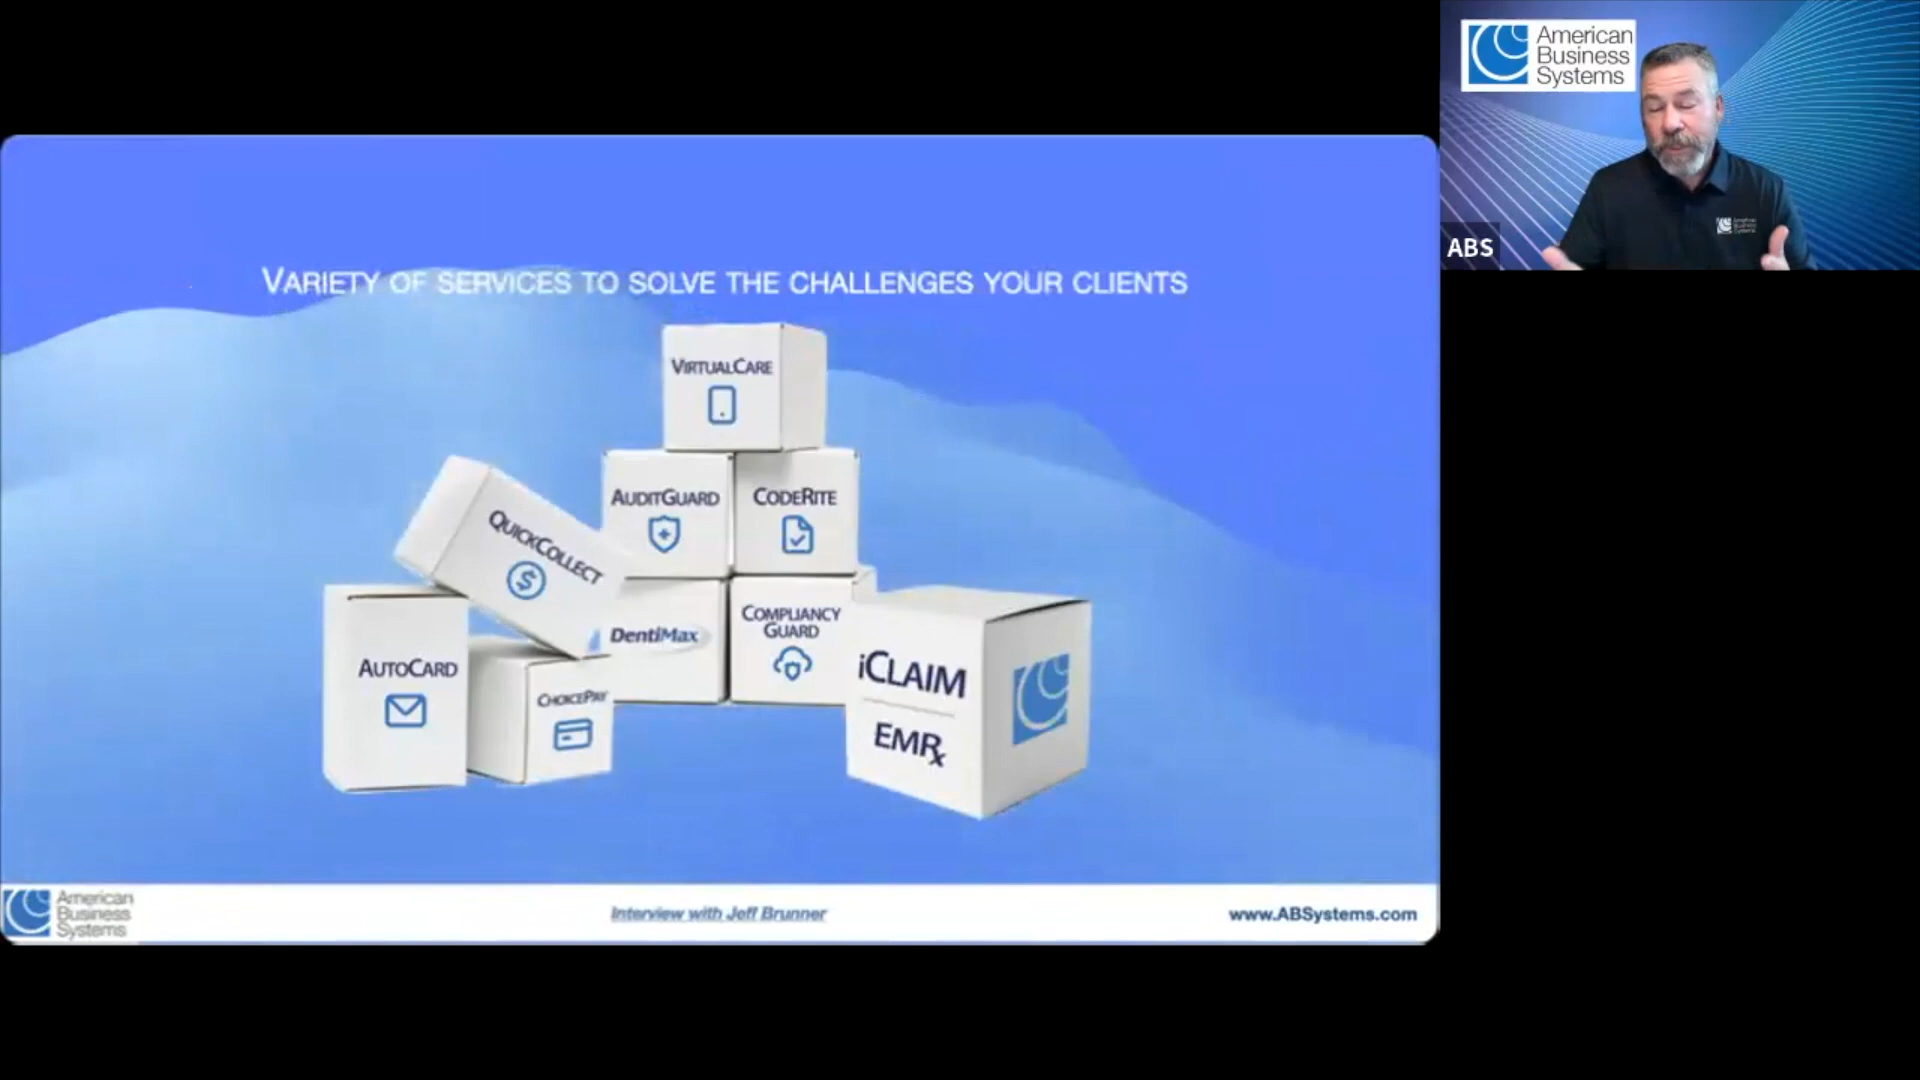 American
Business
Systems
ABS
VARIETY OF SERVICES TO SOLVE THE CHALLENGES YOUR CLIENTS
VIRTUALCARE
AUDITGUARD
CODERITE
QUICKCOLLECT
DentiMax
COMPLIANCY
GUARD
AUTOCARD
CHOICEPAY
iCLAIM
EMRx
American
Business
Systems
Interview with Jeff Brunner
www.ABSystems.com